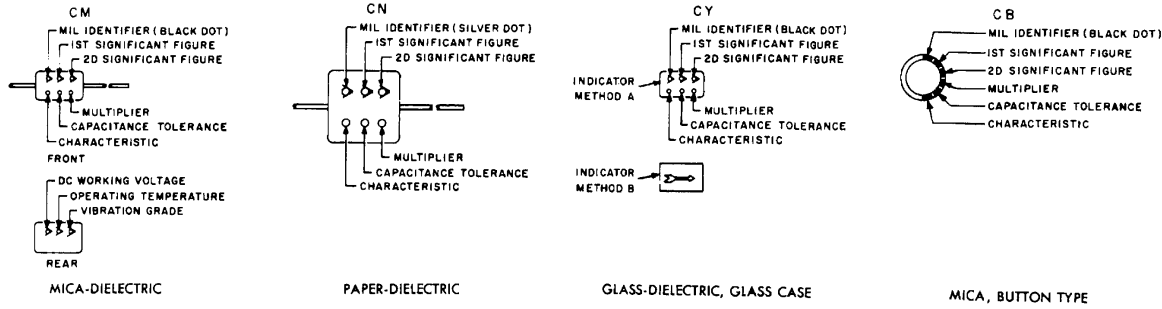 CM
MIL IDENTIFIER (BLACK DOT)
1ST SIGNIFICANT FIGURE
2D SIGNIFICANT FIGURE
MULTIPLIER
CAPACITANCE TOLERANCE
CHARACTERISTIC
FRONT
DC WORKING VOLTAGE
OPERATING TEMPERATURE
VIBRATION GRADE
REAR
MICA-DIELECTRIC
CN
MIL IDENTIFIER (SILVER DOT)
1ST SIGNIFICANT FIGURE
2D SIGNIFICANT FIGURE
MULTIPLIER
CAPACITANCE TOLERANCE
CHARACTERISTIC
PAPER-DIELECTRIC
CY
MIL IDENTIFIER (BLACK DOT)
1ST SIGNIFICANT FIGURE
2D SIGNIFICANT FIGURE
INDICATOR
METHOD A
MULTIPLIER
CAPACITANCE TOLERANCE
CHARACTERISTIC
INDICATOR
METHOD B
GLASS-DIELECTRIC, GLASS CASE
CB
MIL IDENTIFIER (BLACK DOT)
1ST SIGNIFICANT FIGURE
2D SIGNIFICANT FIGURE
MULTIPLIER
CAPACITANCE TOLERANCE
CHARACTERISTIC
MICA, BUTTON TYPE